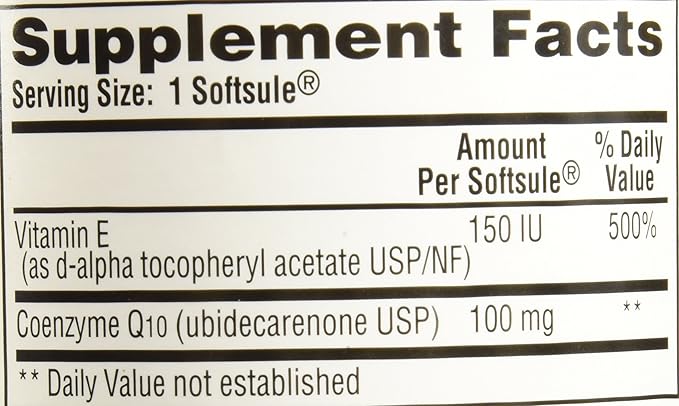 Supplement Facts
Serving Size: 1 Softsule®
Amount Per Softsule® % Daily Value
Vitamin E 150 IU 500%
(as d-alpha tocopheryl acetate USP/NF)
Coenzyme Q10 (ubidecarenone USP) 100 mg **
** Daily Value not established